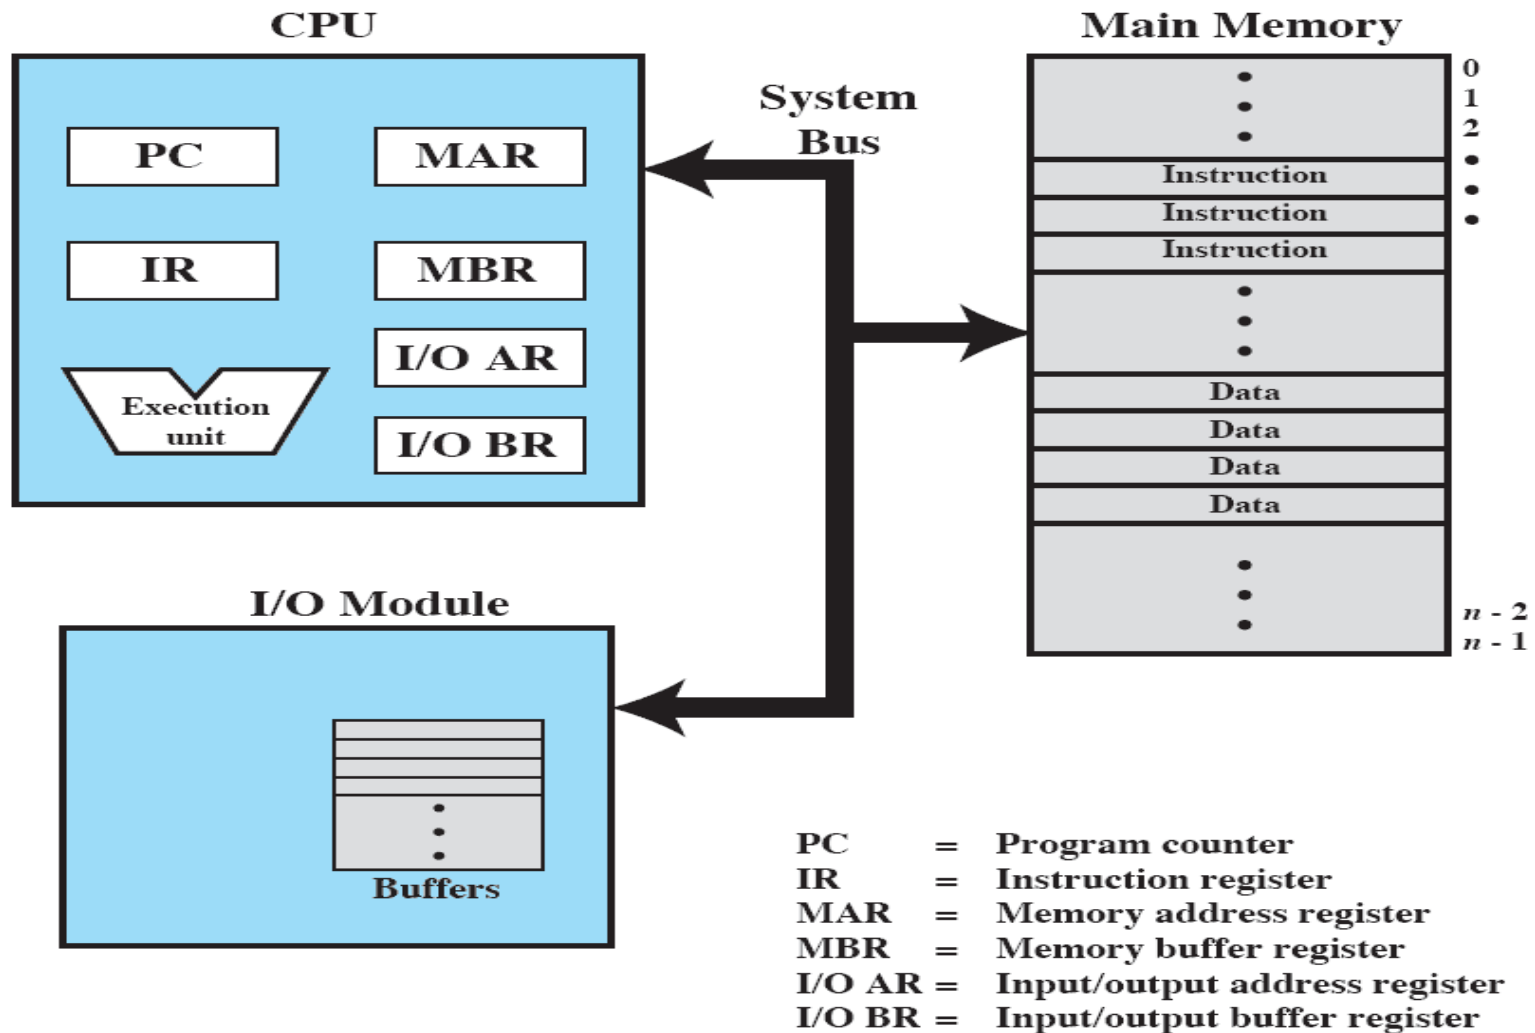 CPU
PC
MAR
IR
MBR
I/O AR
I/O BR
Execution
unit
System
Bus
Main Memory
0
1
2
Instruction
Instruction
Instruction
Data
Data
Data
Data
n - 2
n - 1
I/O Module
Buffers
PC = Program counter
IR = Instruction register
MAR = Memory address register
MBR = Memory buffer register
I/O AR = Input/output address register
I/O BR = Input/output buffer register